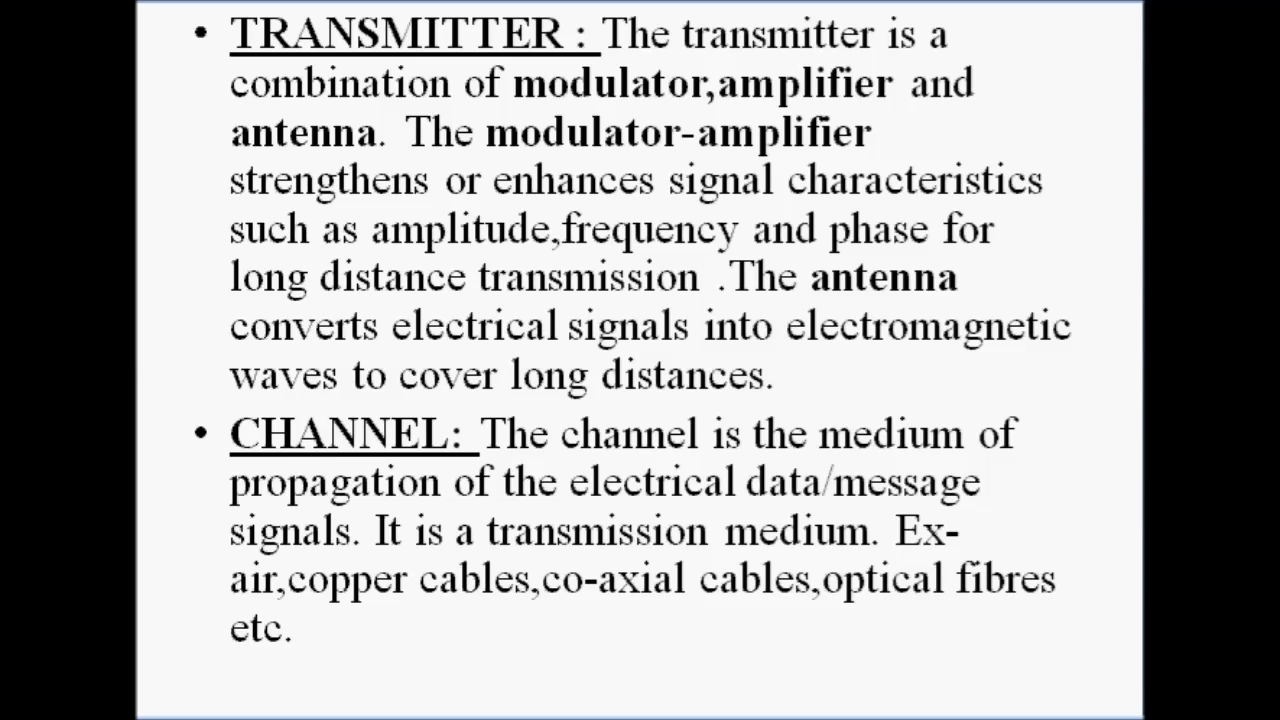 • TRANSMITTER : The transmitter is a
combination of modulator,amplifier and
antenna. The modulator-amplifier
strengthens or enhances signal characteristics
such as amplitude,frequency and phase for
long distance transmission .The antenna
converts electrical signals into electromagnetic
waves to cover long distances.
• CHANNEL: The channel is the medium of
propagation of the electrical data/message
signals. It is a transmission medium. Ex-
air,copper cables,co-axial cables,optical fibres
etc.